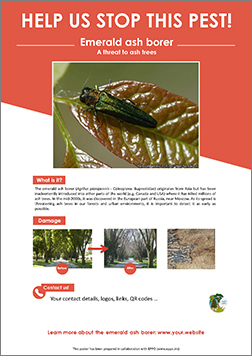 HELP US STOP THIS PEST!
Emerald ash borer
A threat to ash trees
What is it?
The emerald ash borer (Agrilus planipennis - Coleoptera: Buprestidae) originates from Asia but has been
inadvertently introduced into other parts of the world (e.g. Canada and USA) where it has killed millions of
ash trees. In the mid-2000s, it was discovered in the European part of Russia, near Moscow. As its spread is
threatening ash trees in our forests and urban environments, it is important to detect it as early as
possible.
Damage
Before
After
Contact us
Your contact details, logos, links, QR codes ...
Learn more about the emerald ash borer: www.your.website
This poster has been prepared in collaboration with EPPO (www.eppo.int)